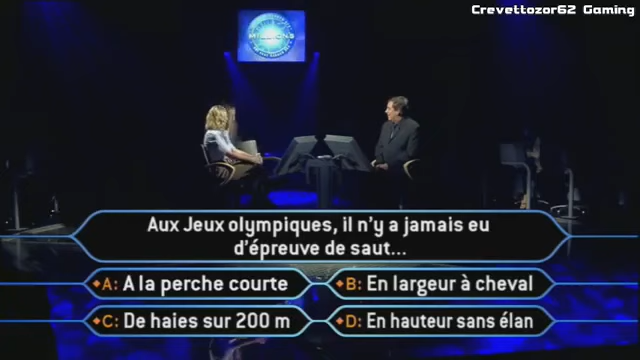 Crevettozor62 Gaming
Aux Jeux olympiques, il n'y a jamais eu
d'épreuve de saut...
A: A la perche courte
B: En largeur à cheval
C: De haies sur 200 m
D: En hauteur sans élan